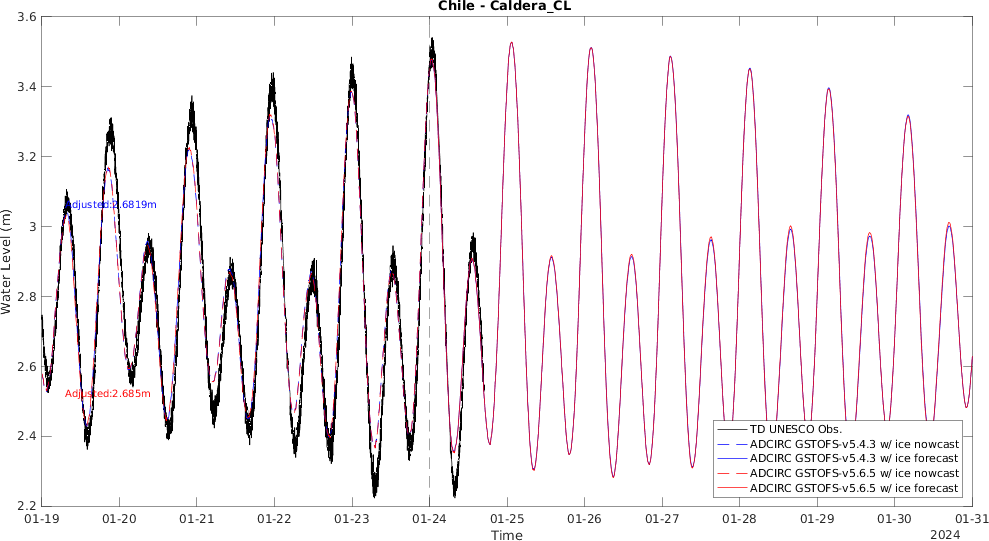 Chile - Caldera_CL
3.6
3.4
3.2
3
2.8
2.6
2.4
2.2
Water Level (m)
Adjusted:2.6819m
Adjusted:2.685m
TD UNESCO Obs.
ADCIRC GSTOFS-v5.4.3 w/ ice nowcast
ADCIRC GSTOFS-v5.4.3 w/ ice forecast
ADCIRC GSTOFS-v5.6.5 w/ ice nowcast
ADCIRC GSTOFS-v5.6.5 w/ ice forecast
01-19 01-20 01-21 01-22 01-23 01-24 01-25 01-26 01-27 01-28 01-29 01-30 01-31
Time
2024